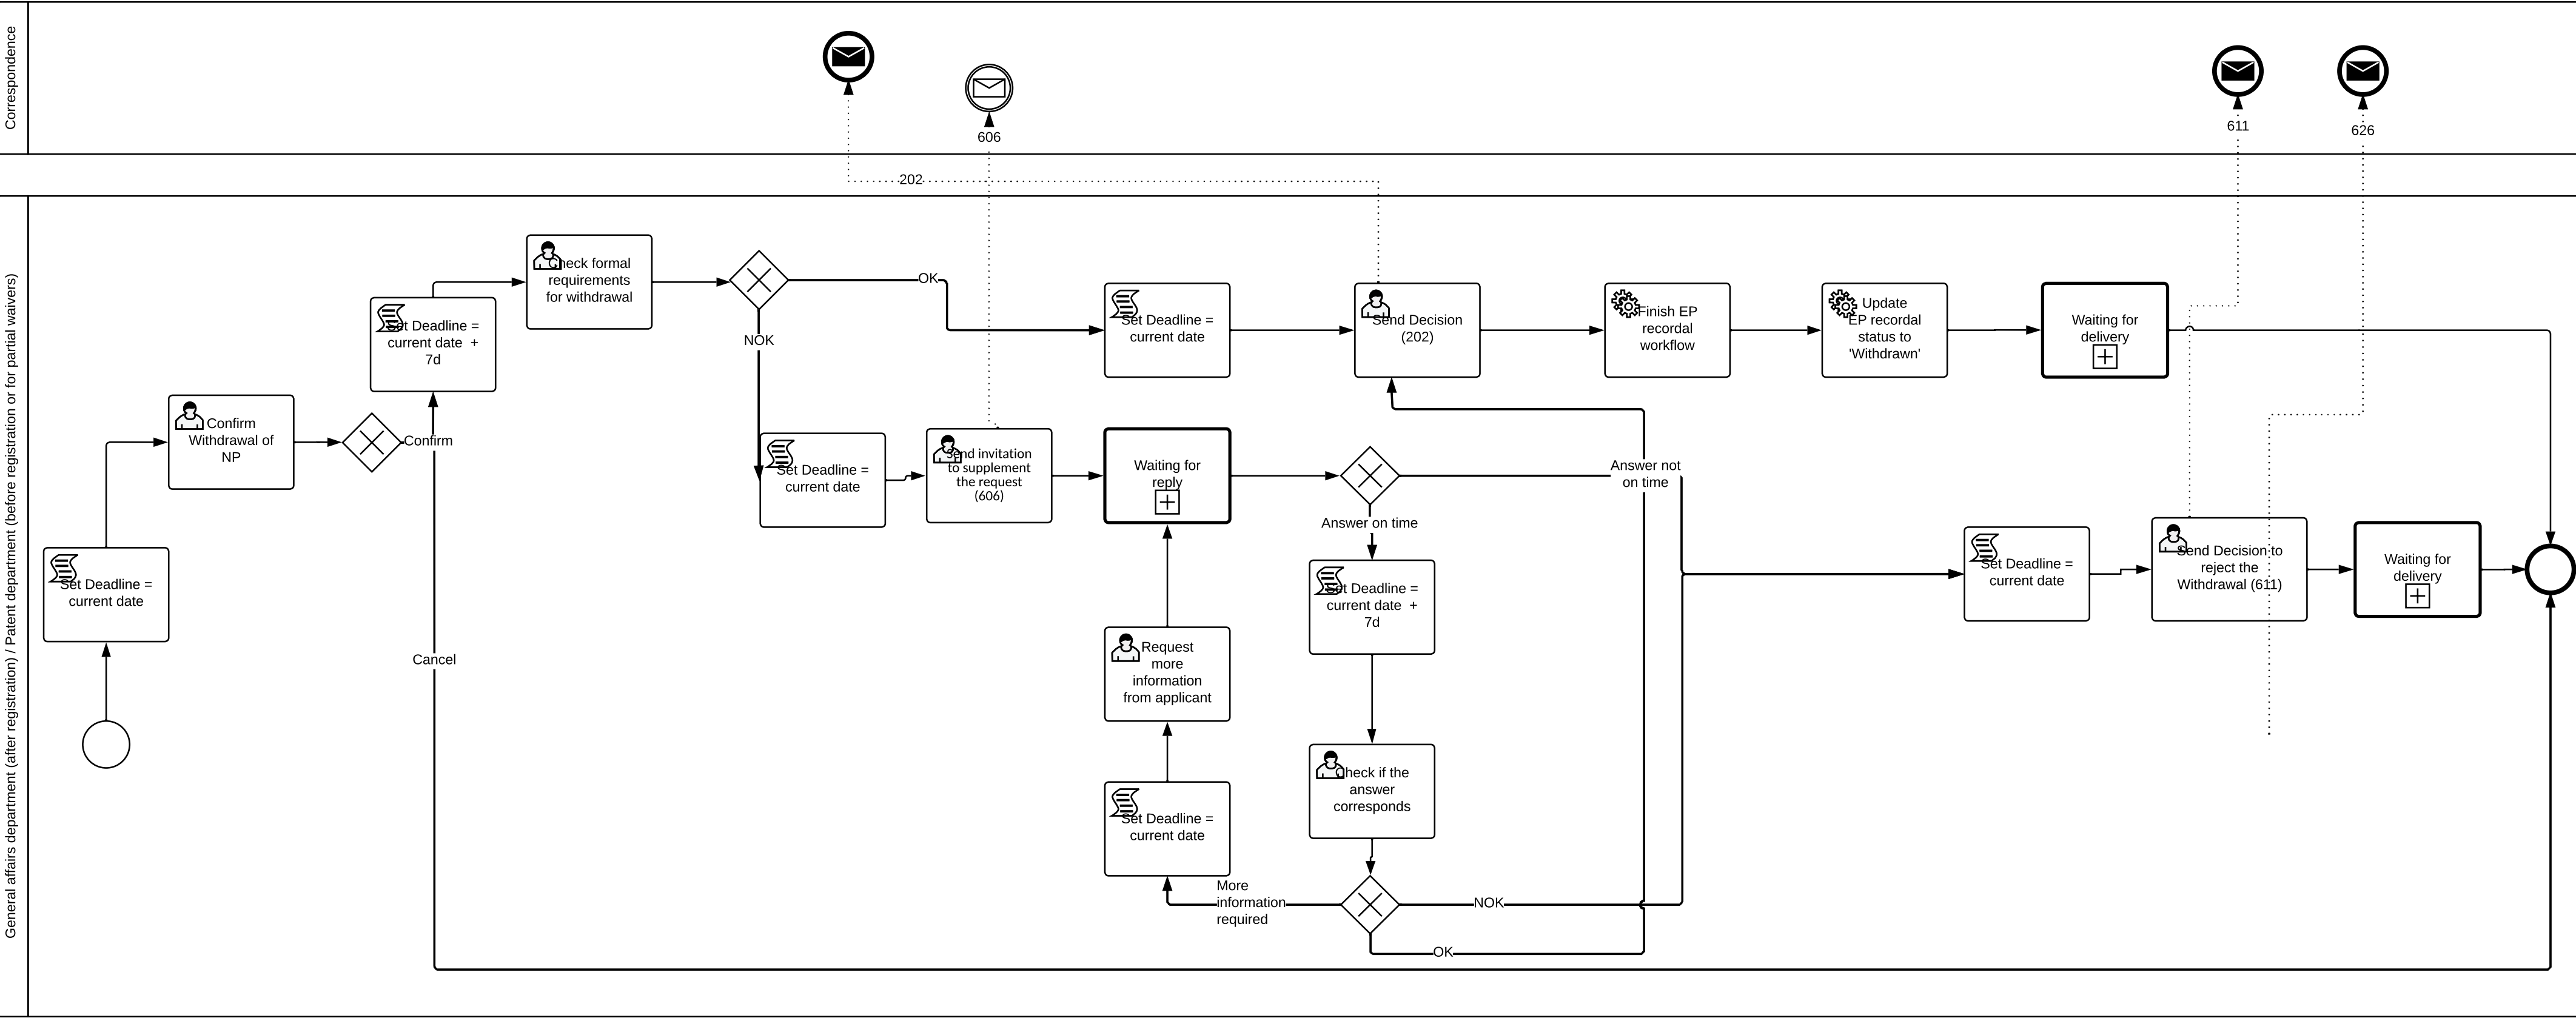 Correspondence
606
611
626
202
General affairs department (after registration) / Patent department (before registration or for partial waivers)
Check formal
requirements
for withdrawal
OK
NOK
Set Deadline =
current date +
7d
Set Deadline =
current date
Send Decision
(202)
Finish EP
recordal
workflow
Update
EP recordal
status to
'Withdrawn'
Waiting for
delivery
Confirm
Withdrawal of
NP
Confirm
Set Deadline =
current date
Send invitation
to supplement
the request
(606)
Waiting for
reply
Answer not
on time
Answer on time
Set Deadline =
current date
Set Deadline =
current date +
7d
Set Deadline =
current date
Send Decision to
reject the
Withdrawal (611)
Waiting for
delivery
Cancel
Request
more
information
from applicant
Check if the
answer
corresponds
Set Deadline =
current date
More
information
required
NOK
OK